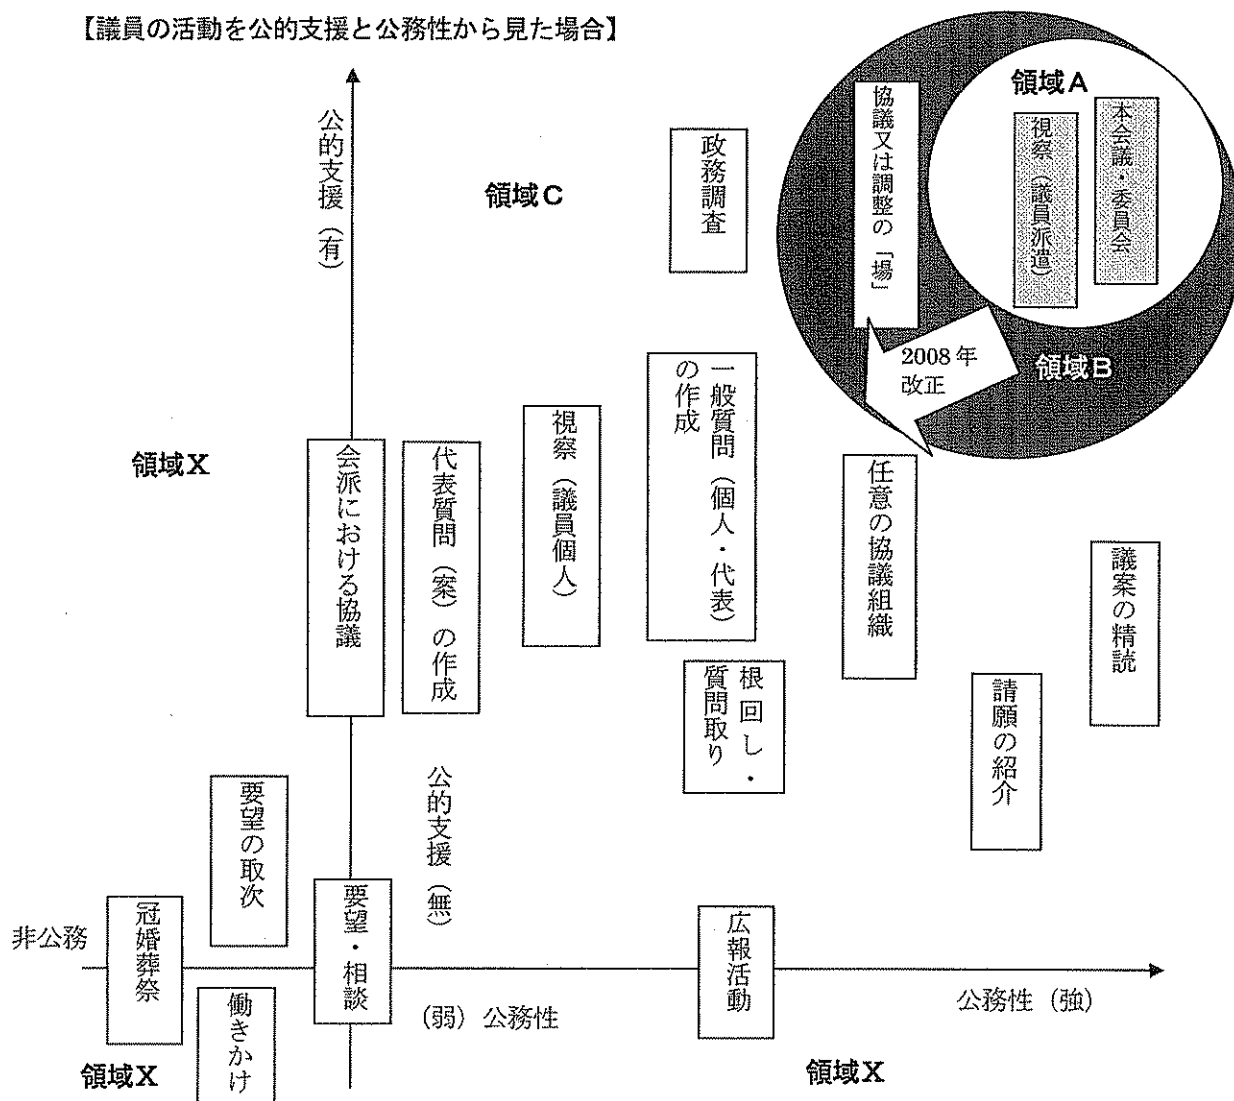 【議員の活動を公的支援と公務性から見た場合】
公的支援（有）
領域C
政務調査
協議又は調整の「場」
領域A
視察（議員派遣）
本会議・委員会
2008年
改正
領域B
領域X
会派における協議
代表質問（案）の作成
視察（議員個人）
一般質問（個人・代表）
の作成
根回し・
質問取り
任意の協議組織
請願の紹介
議案の精読
要望の取次
公的支援（無）
非公務
冠婚葬祭
働きかけ
要望・相談
（弱）公務性
広報活動
公務性（強）
領域X
領域X